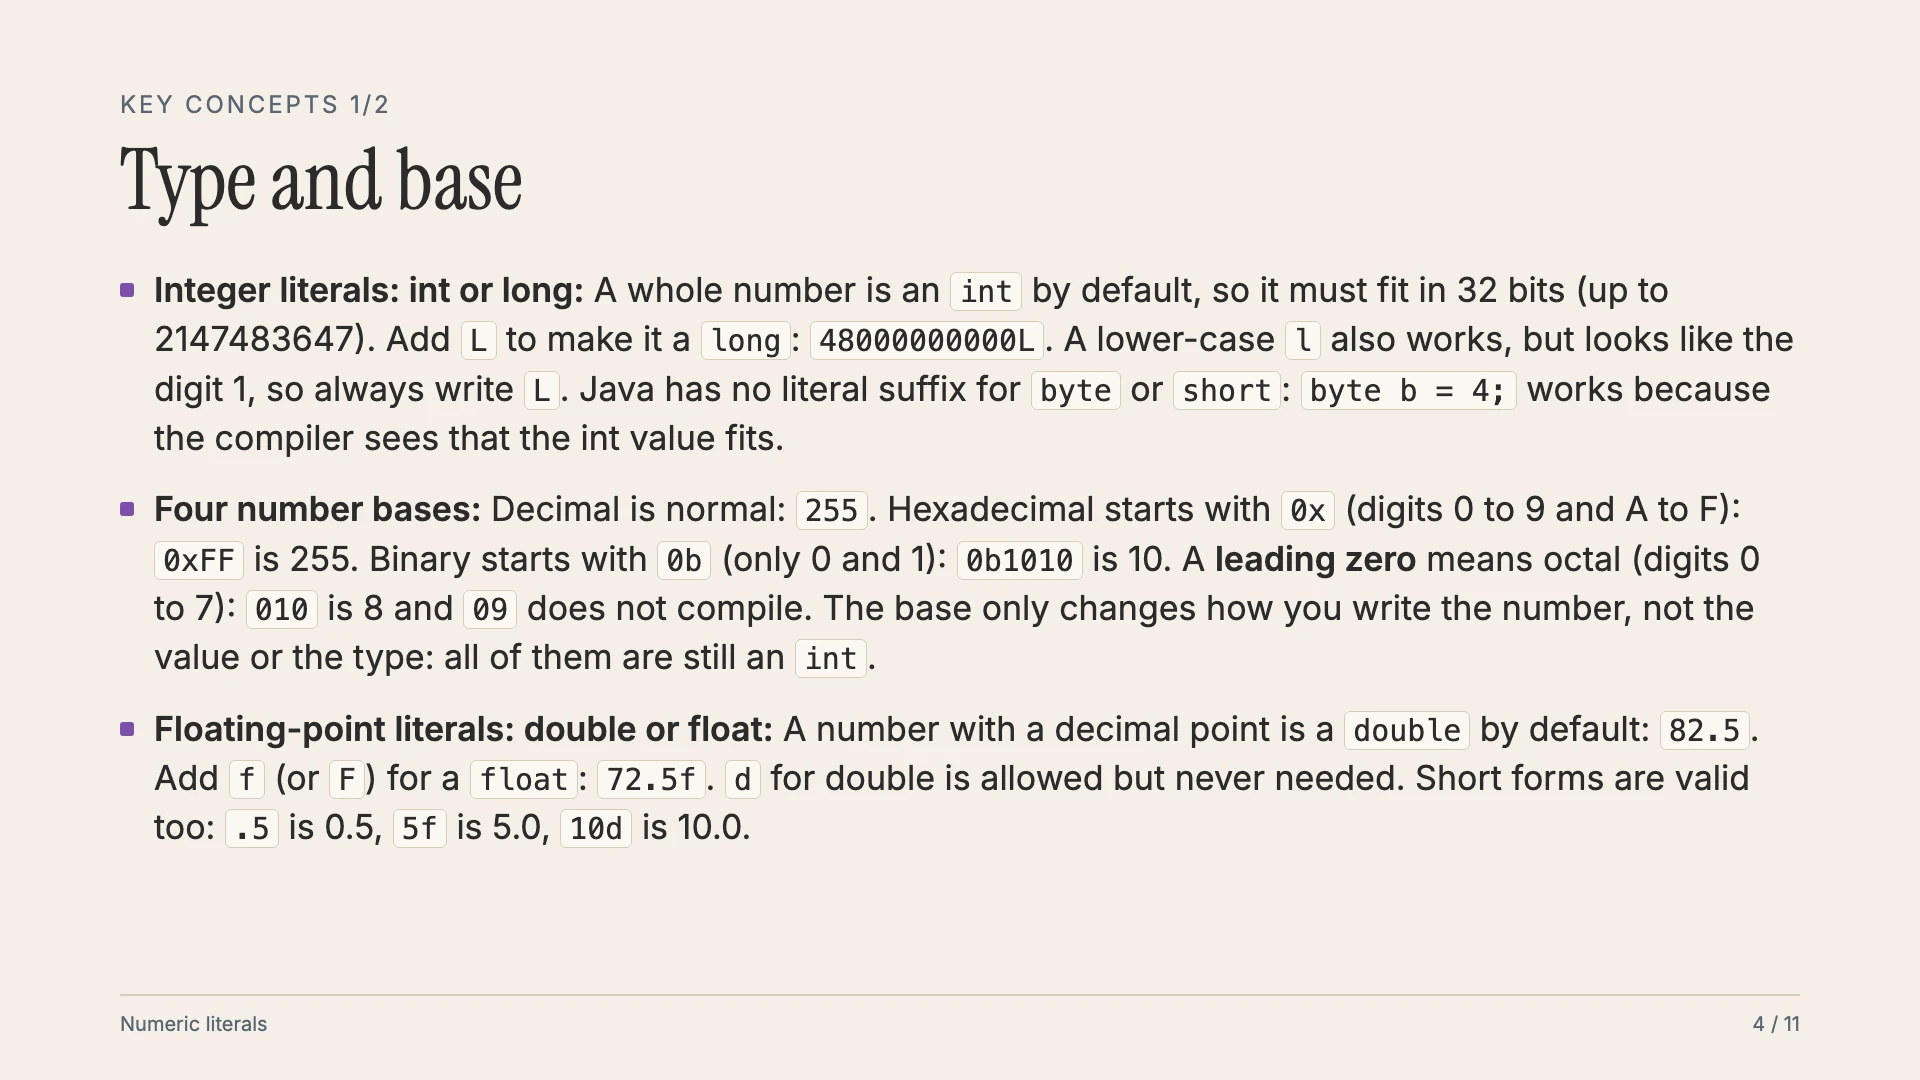 KEY CONCEPTS 1/2
Type and base
Integer literals: int or long: A whole number is an int by default, so it must fit in 32 bits (up to
2147483647). Add L to make it a long: 48000000000L. A lower-case l also works, but looks like the
digit 1, so always write L. Java has no literal suffix for byte or short: byte b = 4; works because
the compiler sees that the int value fits.
Four number bases: Decimal is normal: 255. Hexadecimal starts with 0x (digits 0 to 9 and A to F):
0xFF is 255. Binary starts with 0b (only 0 and 1): 0b1010 is 10. A leading zero means octal (digits 0
to 7): 010 is 8 and 09 does not compile. The base only changes how you write the number, not the
value or the type: all of them are still an int.
Floating-point literals: double or float: A number with a decimal point is a double by default: 82.5.
Add f (or F) for a float: 72.5f. d for double is allowed but never needed. Short forms are valid
too: .5 is 0.5, 5f is 5.0, 10d is 10.0.
Numeric literals
4 / 11